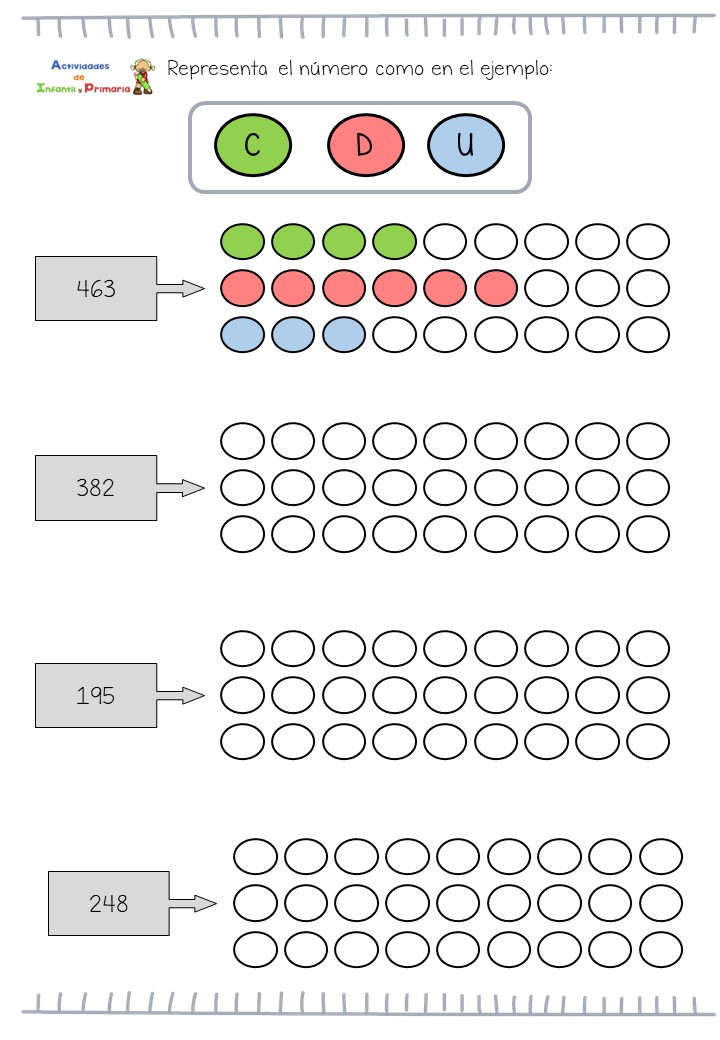 Actividades
de
Infantil y Primaria
Representa el número como en el ejemplo:
C D U
463
382
195
248